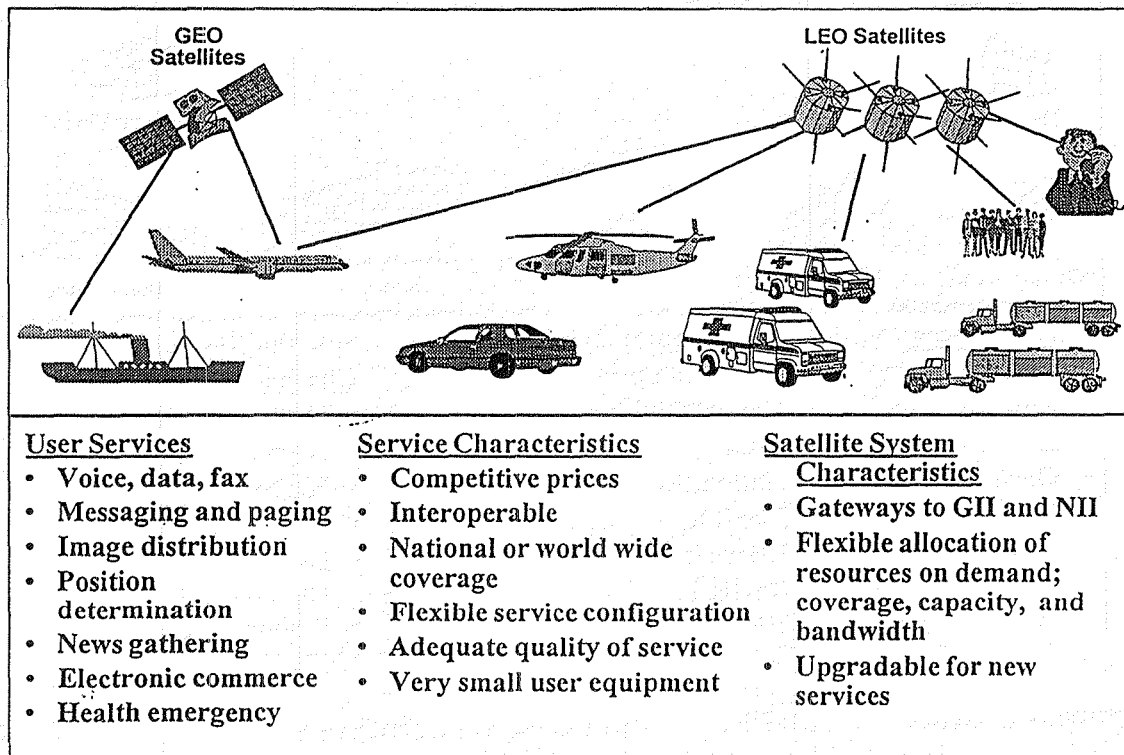 GEO
Satellites
LEO Satellites
User Services
• Voice, data, fax
• Messaging and paging
• Image distribution
• Position
determination
• News gathering
• Electronic commerce
• Health emergency
Service Characteristics
• Competitive prices
• Interoperable
• National or world wide
coverage
• Flexible service configuration
• Adequate quality of service
• Very small user equipment
Satellite System
Characteristics
• Gateways to GII and NII
• Flexible allocation of
resources on demand;
coverage, capacity, and
bandwidth
• Upgradable for new
services